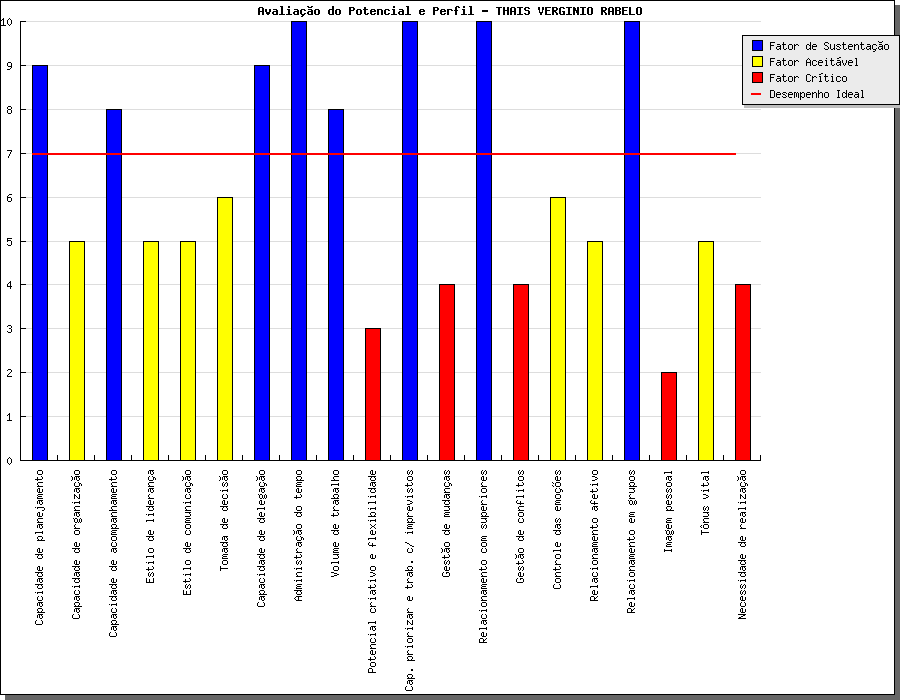 Avaliação do Potencial e Perfil - THAIS VERGINIO RABELO
Fator de Sustentação
Fator Aceitável
Fator Crítico
Desempenho Ideal
10
9
8
7
6
5
4
3
2
1
0
Capacidade de planejamento
Capacidade de organização
Capacidade de acompanhamento
Estilo de liderança
Estilo de comunicação
Tomada de decisão
Capacidade de delegação
Administração do tempo
Volume de trabalho
Potencial criativo e flexibilidade
Cap. priorizar e trab. c/ imprevistos
Gestão de mudanças
Relacionamento com superiores
Gestão de conflitos
Controle das emoções
Relacionamento afetivo
Relacionamento em grupos
Imagem pessoal
Tônus vital
Necessidade de realização